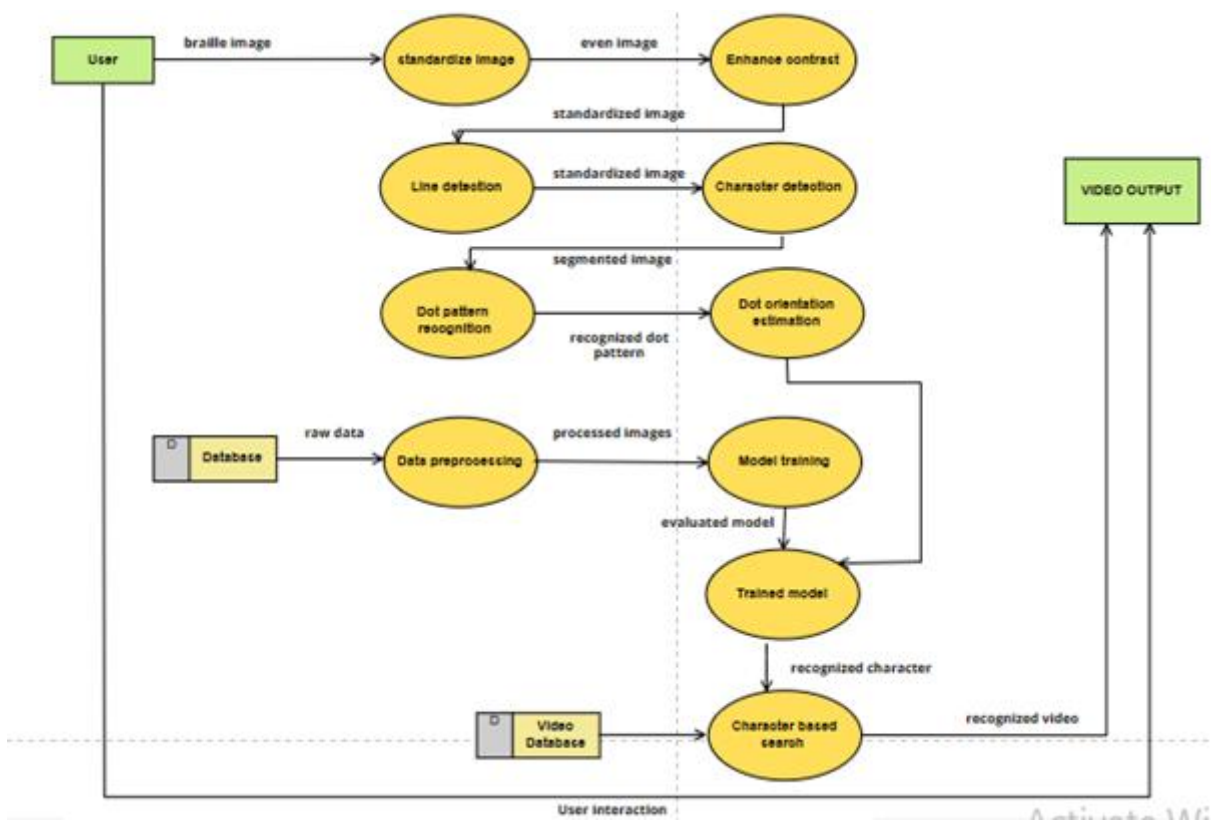 braille image
even image
User
standardize image
Enhance contrast
standardized image
Line detection
standardized image
Character detection
VIDEO OUTPUT
segmented image
Dot pattern
recognition
Dot orientation
estimation
recognized dot
pattern
raw data
processed images
D
Database
Data preprocessing
Model training
evaluated model
Trained model
recognized character
D
Video
Database
Character based
search
recognized video
User interaction